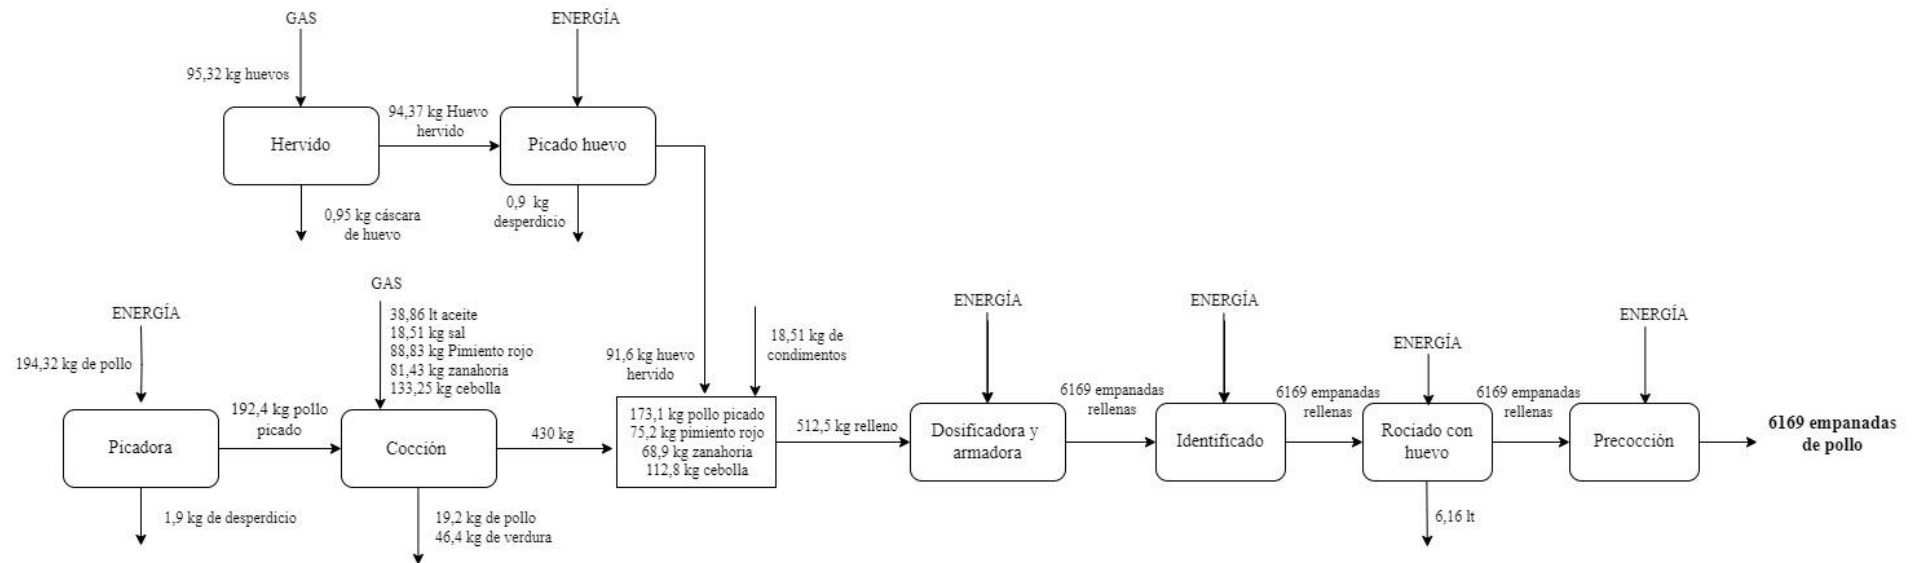 GAS
ENERGÍA
95,32 kg huevos
94,37 kg Huevo
hervido
Hervido
Picado huevo
0,95 kg cáscara
de huevo
0,9 kg
desperdicio
GAS
38,86 lt aceite
18,51 kg sal
88,83 kg Pimiento rojo
81,43 kg zanahoria
133,25 kg cebolla
ENERGÍA
194,32 kg de pollo
192,4 kg pollo
picado
Picadora
Cocción
430 kg
1,9 kg de desperdicio
19,2 kg de pollo
46,4 kg de verdura
91,6 kg huevo
hervido
18,51 kg de
condimentos
173,1 kg pollo picado
75,2 kg pimiento rojo
68,9 kg zanahoria
112,8 kg cebolla
512,5 kg relleno
ENERGÍA
Dosificadora y
armadora
6169 empanadas
rellenas
ENERGÍA
Identificado
6169 empanadas
rellenas
ENERGÍA
Rociado con
huevo
6,16 lt
6169 empanadas
rellenas
ENERGÍA
Precocción
6169 empanadas
de pollo